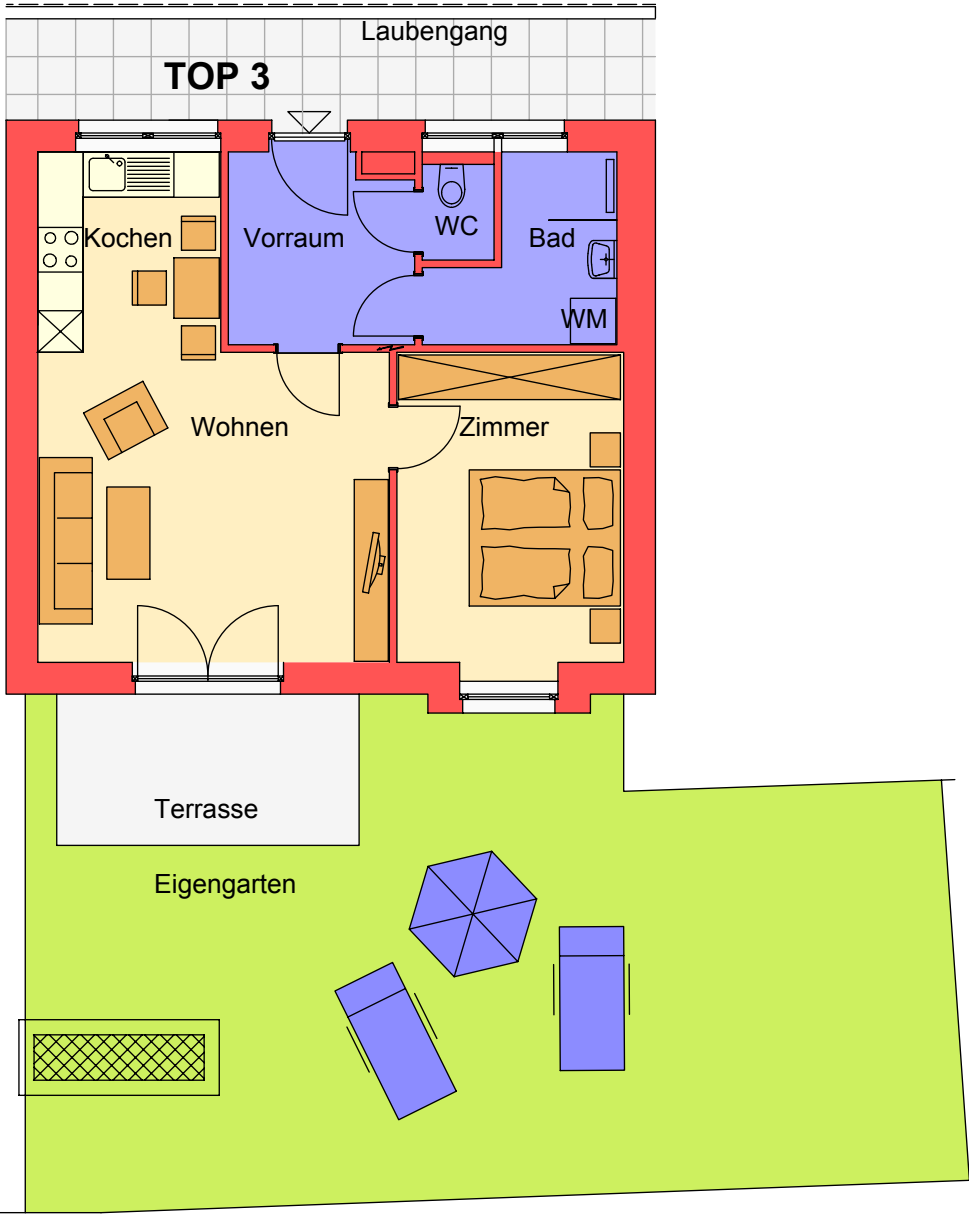 Laubengang
TOP 3
Kochen
Vorraum
WC
Bad
WM
Wohnen
Zimmer
Terrasse
Eigengarten